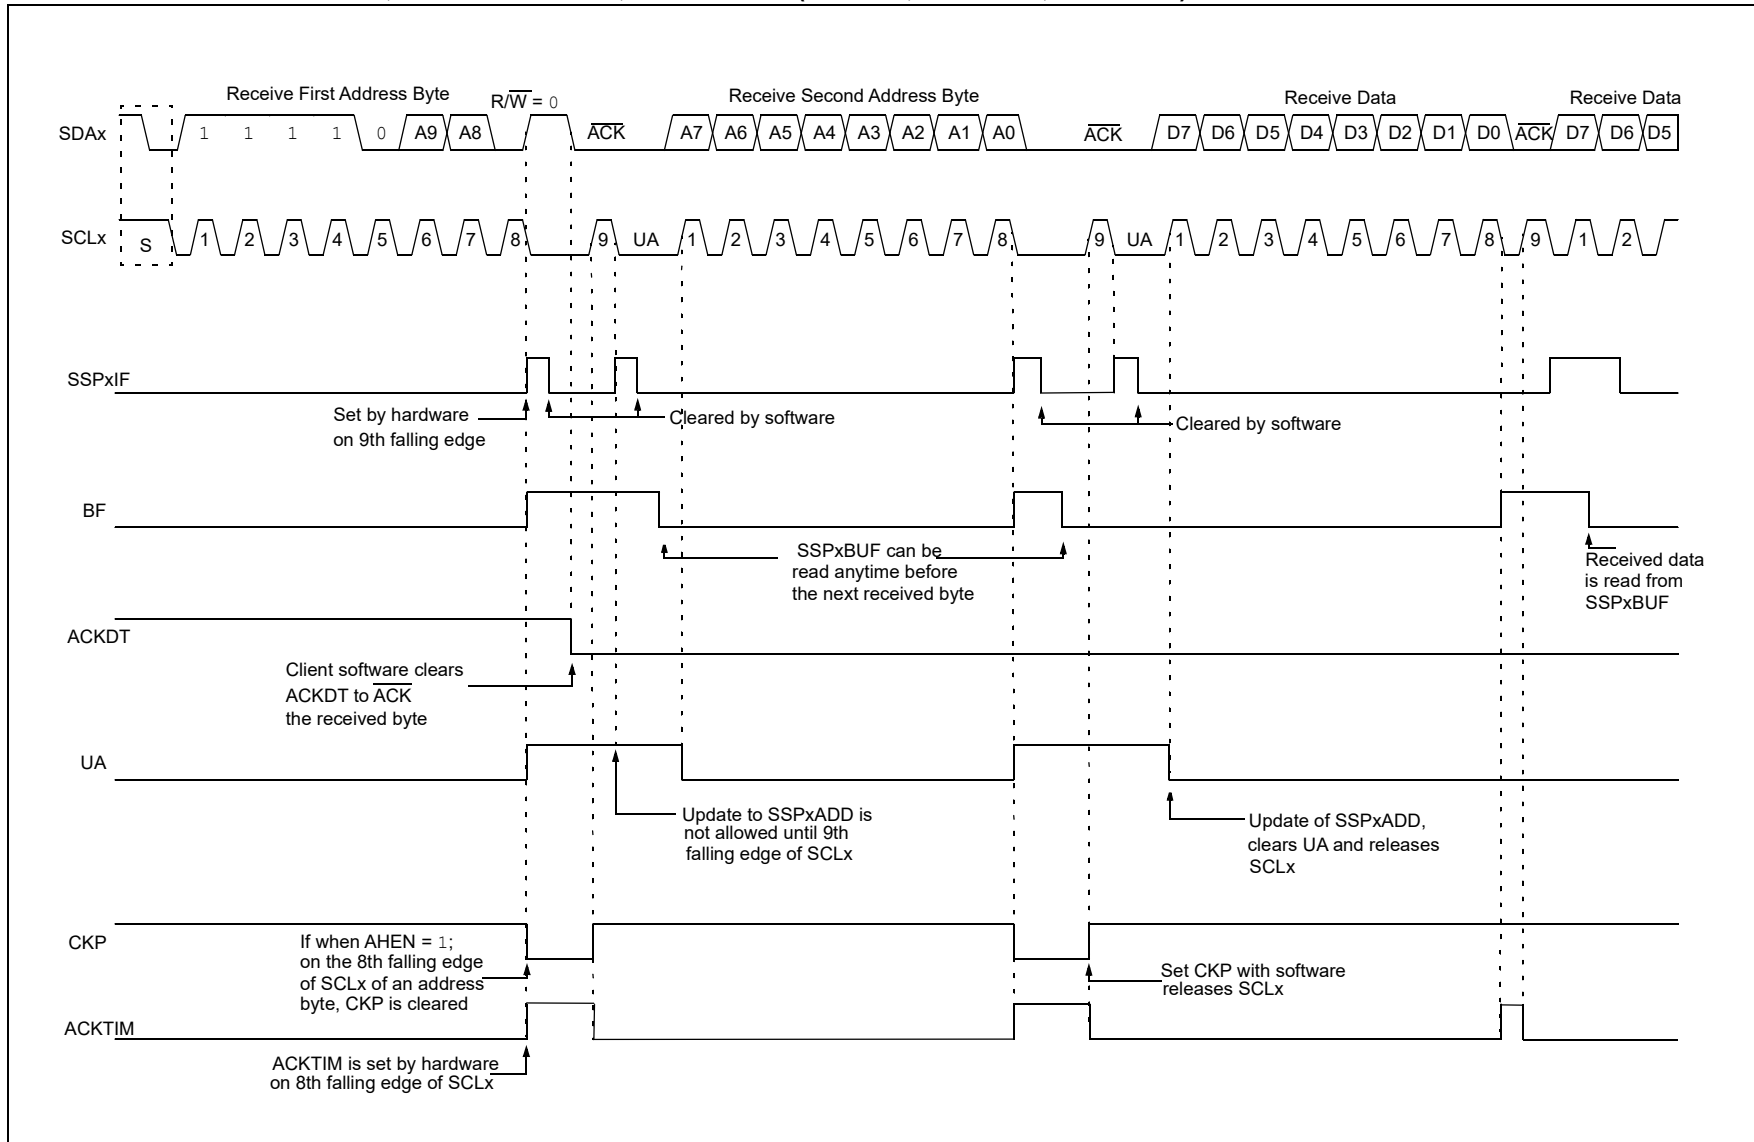 Receive First Address Byte
R/W = 0
Receive Second Address Byte
Receive Data
Receive Data
SDAx
1 1 1 1 0 A9 A8 ACK A7 A6 A5 A4 A3 A2 A1 A0 ACK D7 D6 D5 D4 D3 D2 D1 D0 ACK D7 D6 D5
SCLx
S 1 2 3 4 5 6 7 8 9 UA 1 2 3 4 5 6 7 8 9 UA 1 2 3 4 5 6 7 8 9 1 2
SSPxIF
Set by hardware
on 9th falling edge
Cleared by software
Cleared by software
BF
SSPxBUF can be
read anytime before
the next received byte
Received data
is read from
SSPxBUF
ACKDT
Client software clears
ACKDT to ACK
the received byte
UA
Update to SSPxADD is
not allowed until 9th
falling edge of SCLx
Update of SSPxADD,
clears UA and releases
SCLx
CKP
If when AHEN = 1;
on the 8th falling edge
of SCLx of an address
byte, CKP is cleared
Set CKP with software
releases SCLx
ACKTIM
ACKTIM is set by hardware
on 8th falling edge of SCLx